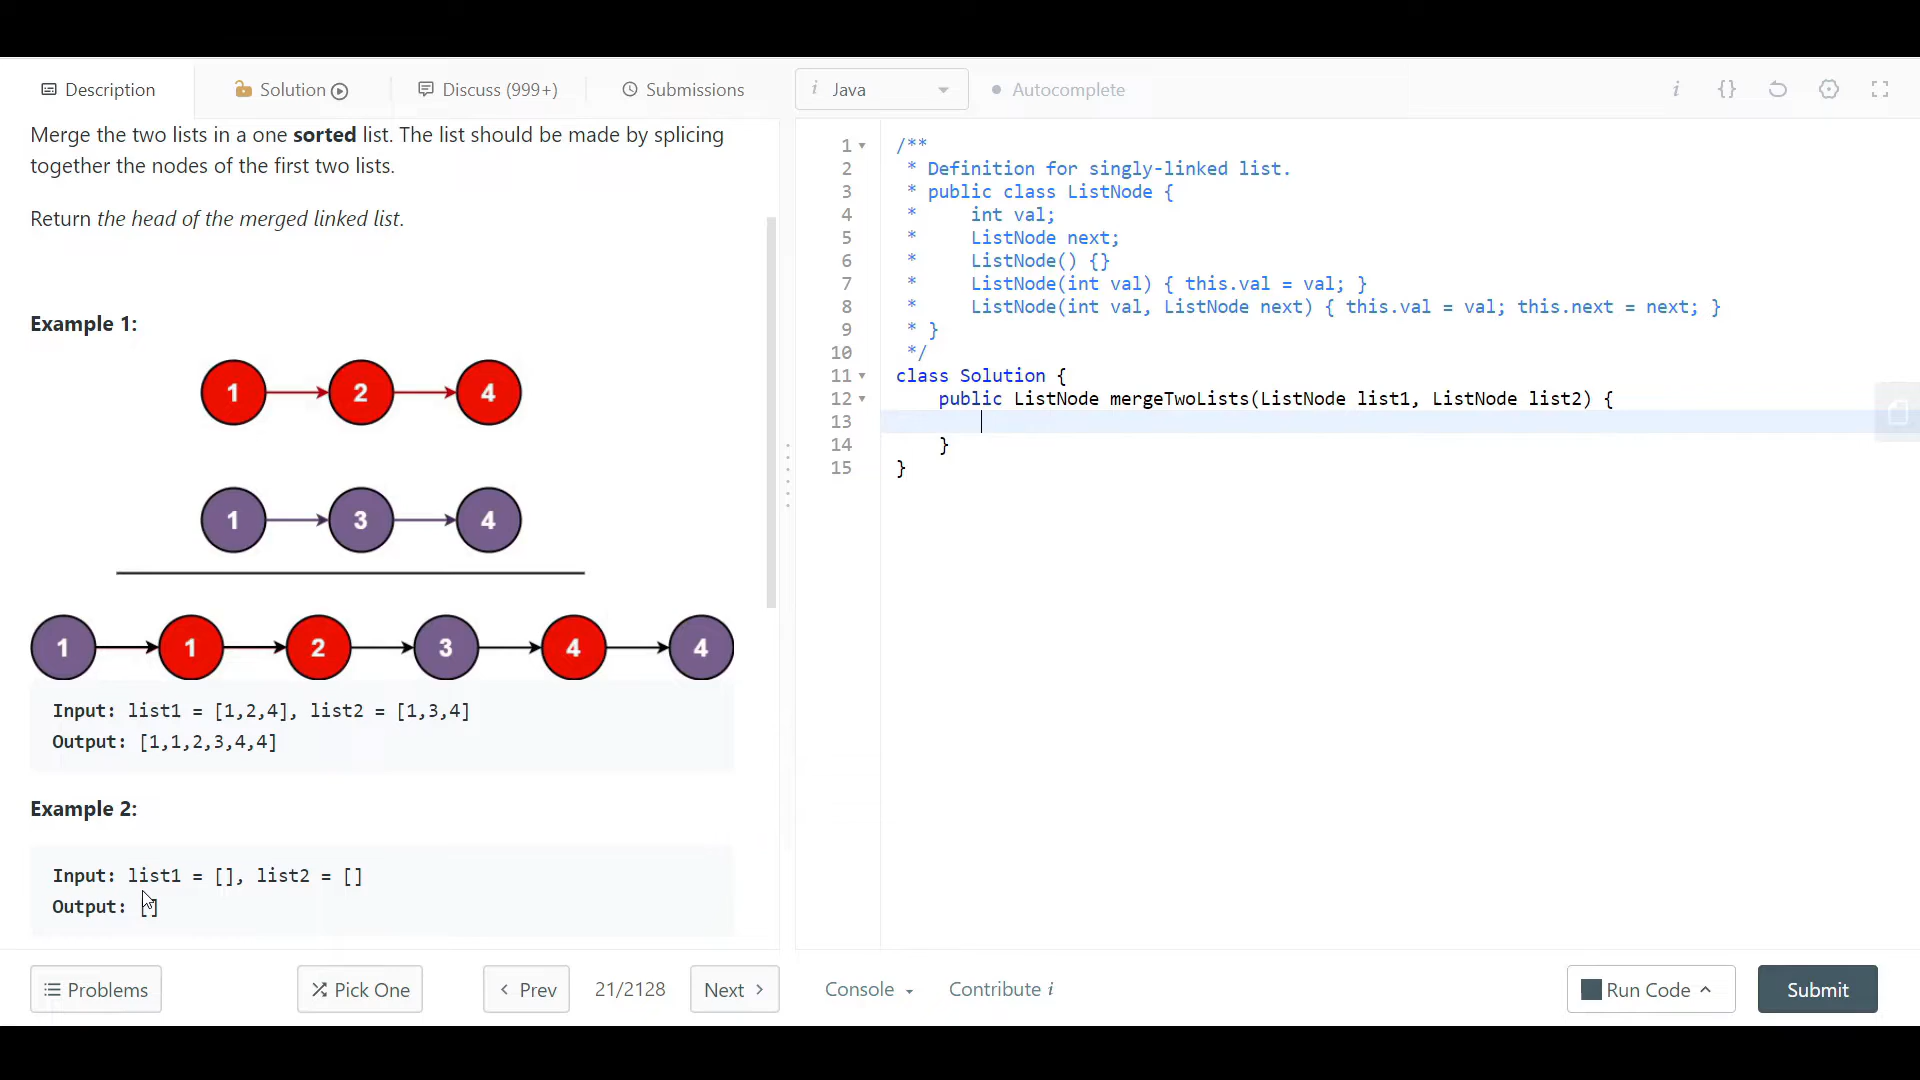 Description
Solution
Discuss (999+)
Submissions
Merge the two lists in a one sorted list. The list should be made by splicing
together the nodes of the first two lists.
Return the head of the merged linked list.
Example 1:
1 2 4
1 3 4
1 1 2 3 4 4
Input: list1 = [1,2,4], list2 = [1,3,4]
Output: [1,1,2,3,4,4]
Example 2:
Input: list1 = [], list2 = []
Output: []
Problems
Pick One
< Prev
21/2128
Next >
i Java
Autocomplete
i {}
1 /**
2 * Definition for singly-linked list.
3 * public class ListNode {
4 *     int val;
5 *     ListNode next;
6 *     ListNode() {}
7 *     ListNode(int val) { this.val = val; }
8 *     ListNode(int val, ListNode next) { this.val = val; this.next = next; }
9 * }
10 */
11 class Solution {
12     public ListNode mergeTwoLists(ListNode list1, ListNode list2) {
13
14     }
15 }
Console
Contribute i
Run Code
Submit